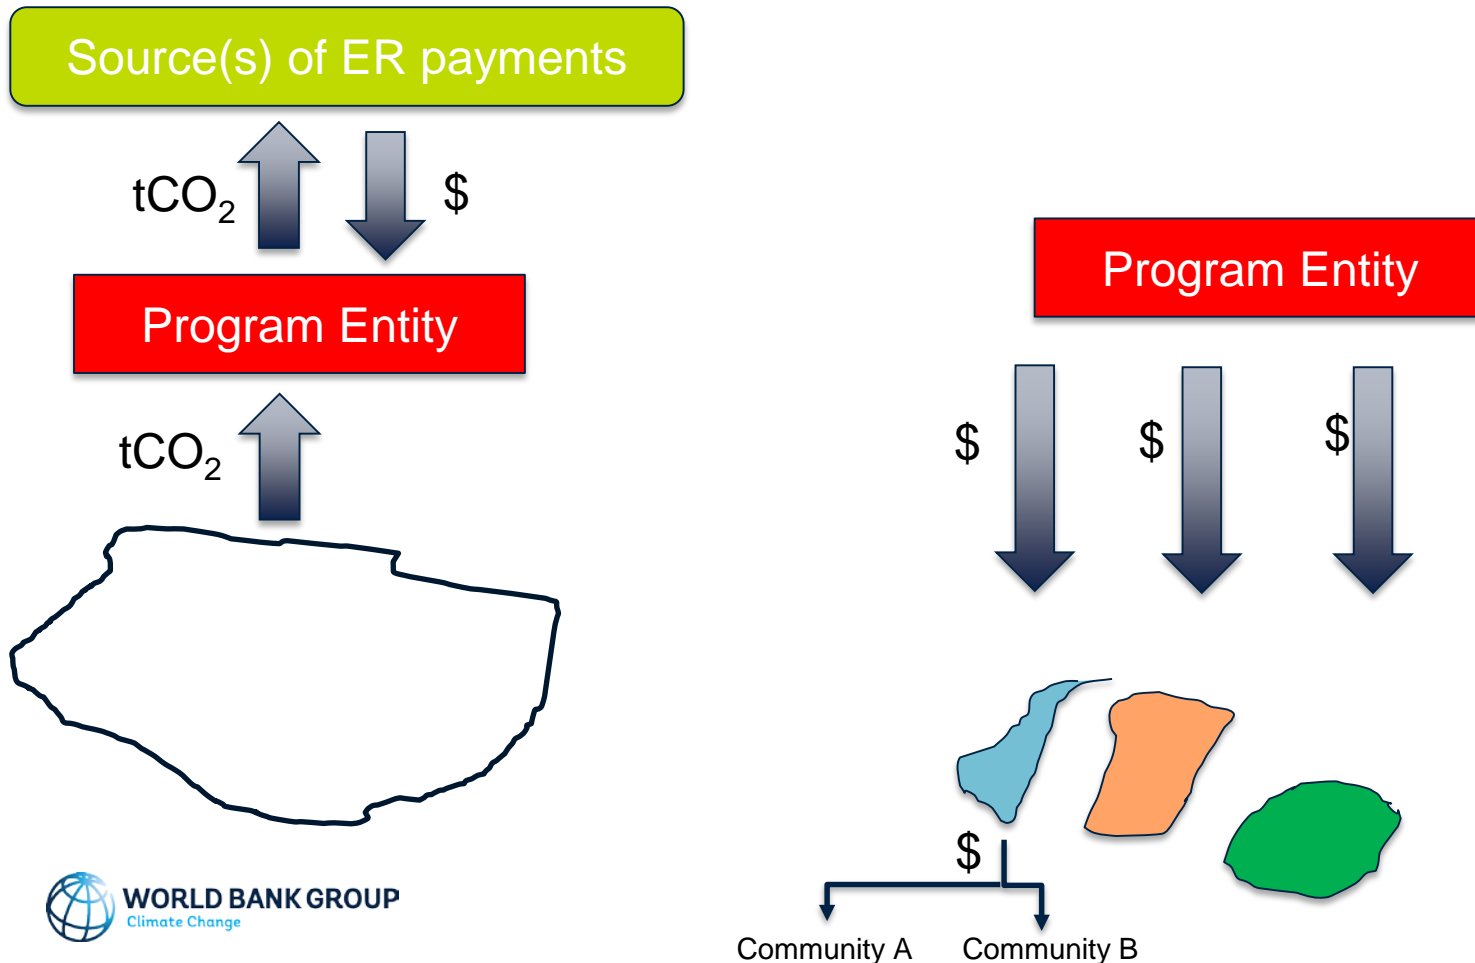 Source(s) of ER payments
tCO₂
$
Program Entity
tCO₂
Program Entity
$
$
$
$
Community A
Community B
WORLD BANK GROUP
Climate Change